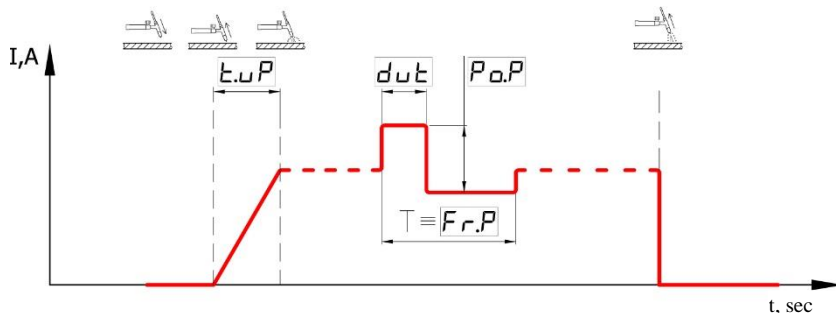 I,A
t.uP
dut
Po.P
T ≡ Fr.P
t, sec